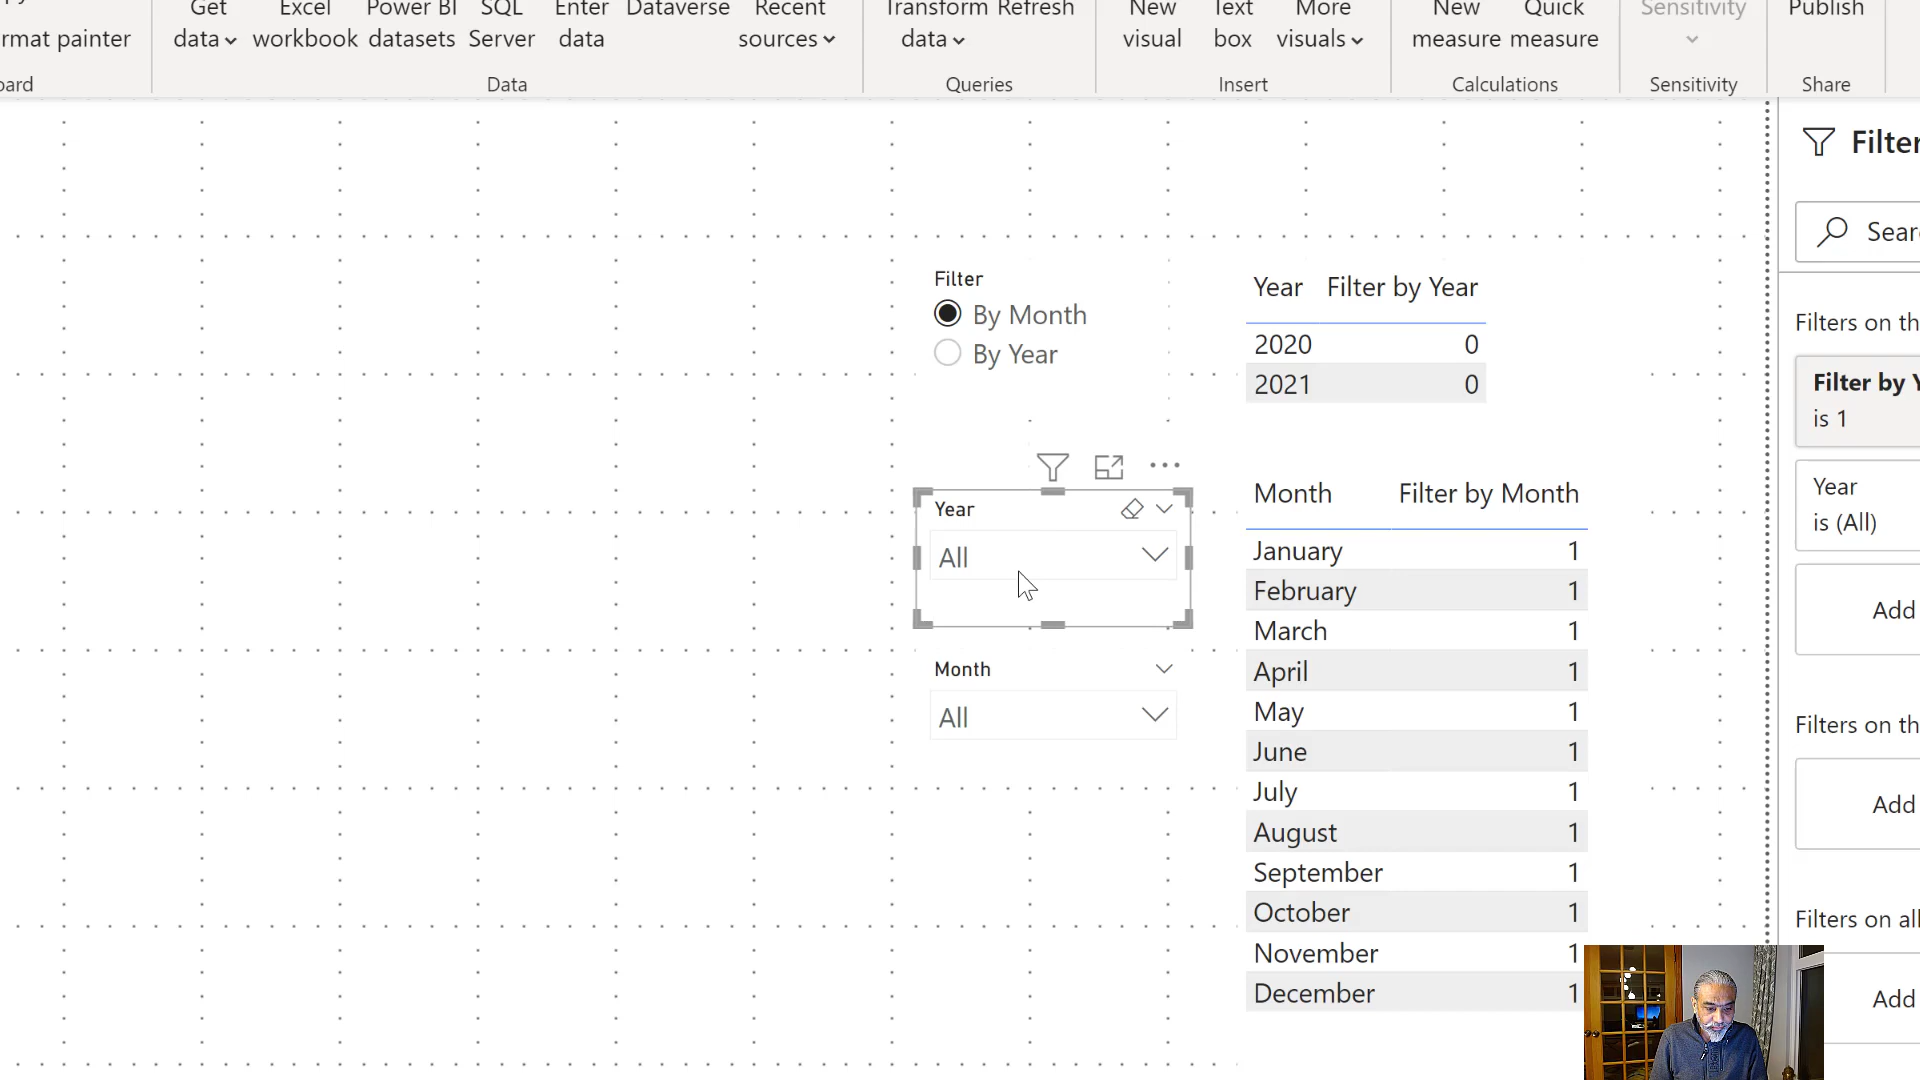 Get data
Excel workbook
Power BI datasets
SQL Server
Enter data
Dataverse
Recent sources
Transform data
Refresh
New visual
Text box
More visuals
New measure
Quick measure
Sensitivity
Publish
rmat painter
oard
Data
Queries
Insert
Calculations
Sensitivity
Share
Filter
By Month
By Year
Year
All
Month
All
Year Filter by Year
2020 0
2021 0
Month Filter by Month
January 1
February 1
March 1
April 1
May 1
June 1
July 1
August 1
September 1
October 1
November 1
December 1
Filter
Sear
Filters on th
Filter by Y
is 1
Year
is (All)
Add
Filters on th
Add
Filters on all
Add